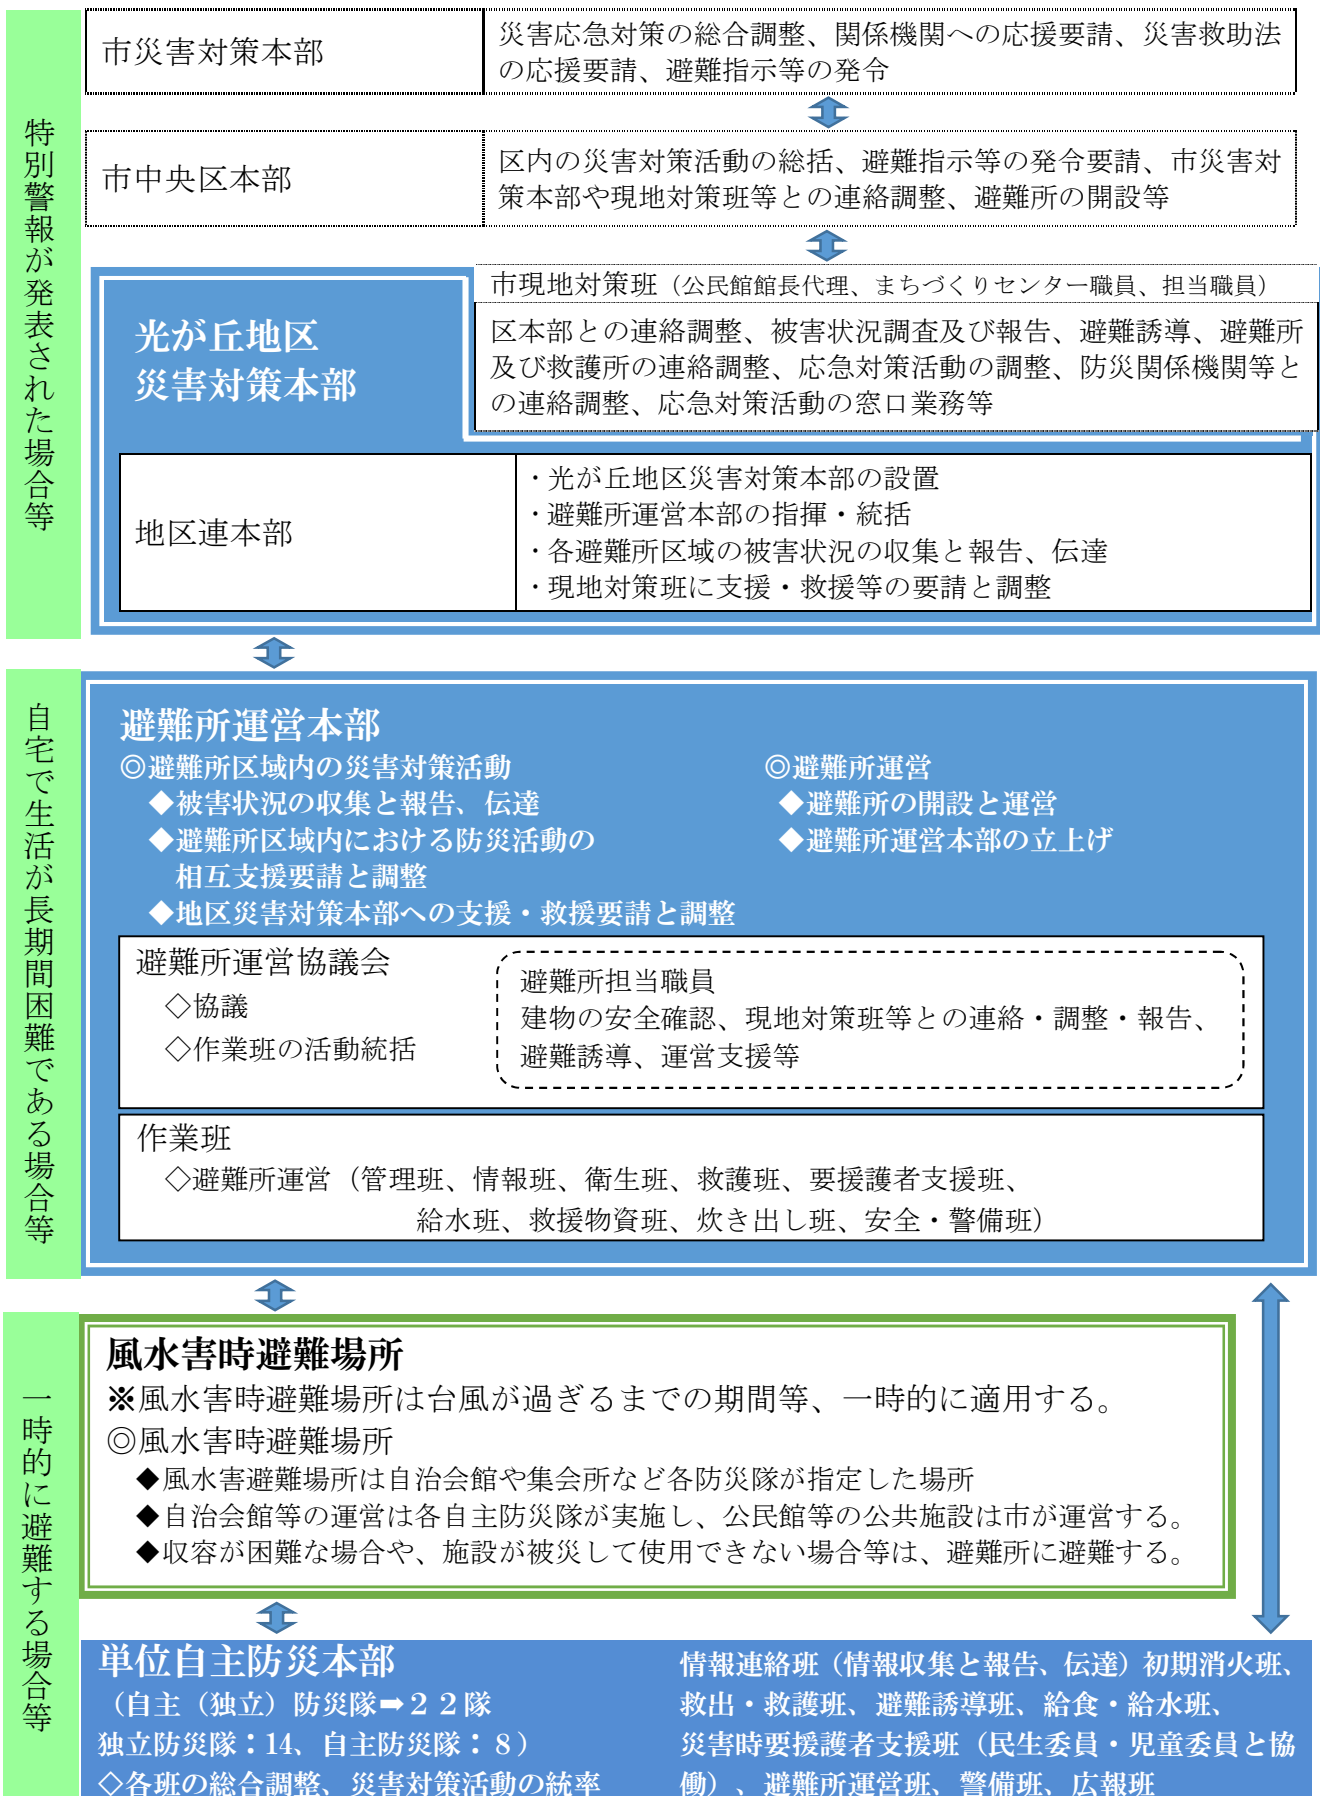 特別警報が発表された場合等
市災害対策本部
災害応急対策の総合調整、関係機関への応援要請、災害救助法
の応援要請、避難指示等の発令
市中央区本部
区内の災害対策活動の総括、避難指示等の発令要請、市災害対
策本部や現地対策班等との連絡調整、避難所の開設等
光が丘地区
災害対策本部
市現地対策班（公民館館長代理、まちづくりセンター職員、担当職員）
区本部との連絡調整、被害状況調査及び報告、避難誘導、避難所
及び救護所の連絡調整、応急対策活動の調整、防災関係機関等と
の連絡調整、応急対策活動の窓口業務等
地区連本部
・光が丘地区災害対策本部の設置
・避難所運営本部の指揮・統括
・各避難所区域の被害状況の収集と報告、伝達
・現地対策班に支援・救援等の要請と調整
自宅で生活が長期間困難である場合等
避難所運営本部
◎避難所区域内の災害対策活動
◆被害状況の収集と報告、伝達
◆避難所区域内における防災活動の
相互支援要請と調整
◆地区災害対策本部への支援・救援要請と調整
◎避難所運営
◆避難所の開設と運営
◆避難所運営本部の立上げ
避難所運営協議会
◇協議
◇作業班の活動統括
避難所担当職員
建物の安全確認、現地対策班等との連絡・調整・報告、
避難誘導、運営支援等
作業班
◇避難所運営（管理班、情報班、衛生班、救護班、要援護者支援班、
給水班、救援物資班、炊き出し班、安全・警備班）
一時的に避難する場合等
風水害時避難場所
※風水害時避難場所は台風が過ぎるまでの期間等、一時的に適用する。
◎風水害時避難場所
◆風水害避難場所は自治会館や集会所など各防災隊が指定した場所
◆自治会館等の運営は各自主防災隊が実施し、公民館等の公共施設は市が運営する。
◆収容が困難な場合や、施設が被災して使用できない場合等は、避難所に避難する。
単位自主防災本部
（自主（独立）防災隊➡２２隊
独立防災隊：14、自主防災隊：８）
◇各班の総合調整、災害対策活動の統率
情報連絡班（情報収集と報告、伝達）初期消火班、
救出・救護班、避難誘導班、給食・給水班、
災害時要援護者支援班（民生委員・児童委員と協
働）、避難所運営班、警備班、広報班